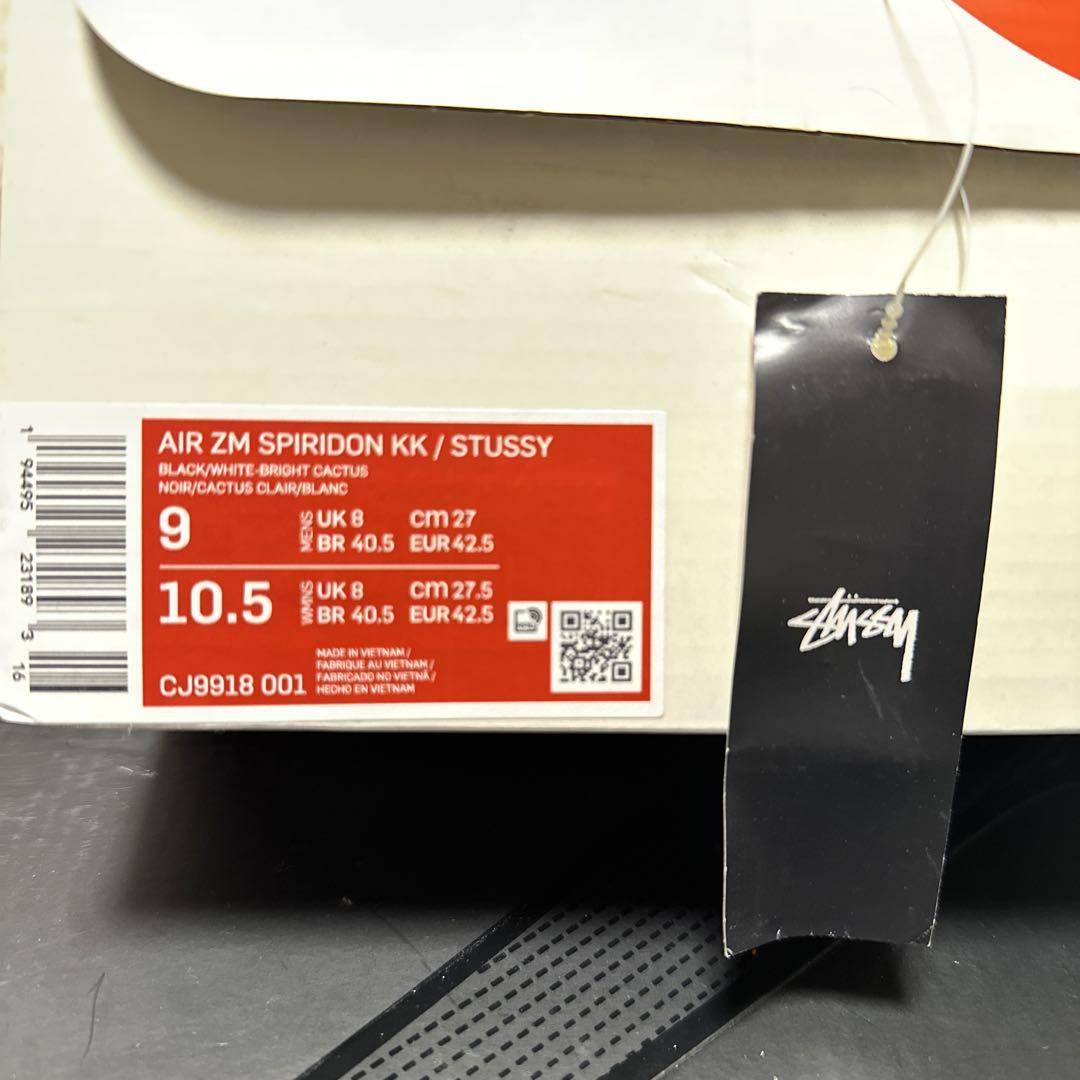 AIR ZM SPIRIDON KK / STUSSY
BLACK/WHITE-BRIGHT CACTUS
NOIR/CACTUS CLAIR/BLANC
9 MENS UK 8 cm 27
BR 40.5 EUR 42.5
10.5 WMNS UK 8 cm 27.5
BR 40.5 EUR 42.5
MADE IN VIETNAM /
FABRIQUE AU VIETNAM /
FABRICADO NO VIETNÃ /
HECHO EN VIETNAM
CJ9918 001
1 94495 23189 3 16
STÜSSY